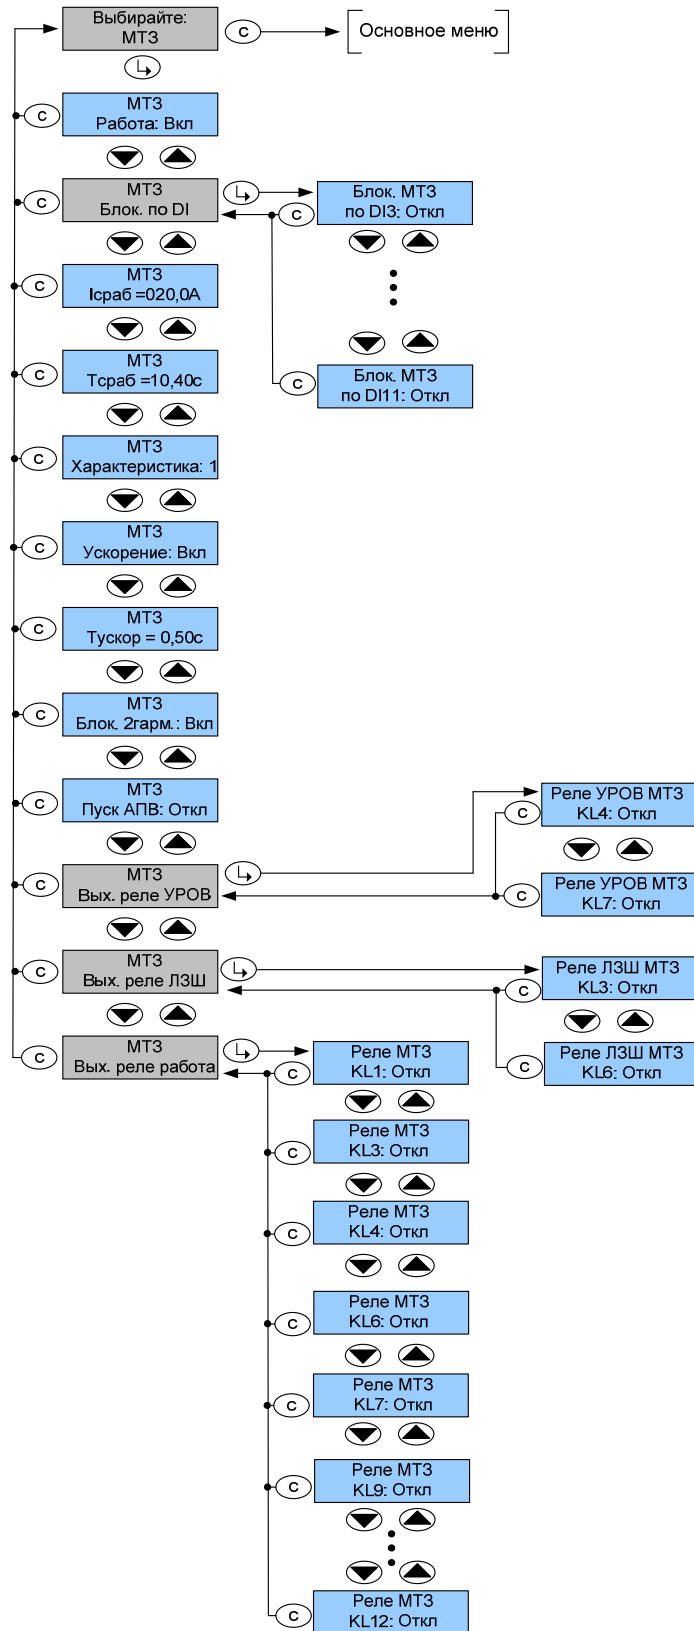 Выбирайте:
МТЗ
C
Основное меню
C
МТЗ
Работа: Вкл
C
МТЗ
Блок. по DI
Блок. МТЗ
по DI3: Откл
C
C
МТЗ
Iсраб =020,0А
C
МТЗ
Тсраб =10,40с
C
Блок. МТЗ
по DI11: Откл
C
МТЗ
Характеристика: 1
C
МТЗ
Ускорение: Вкл
C
МТЗ
Тускор = 0,50с
C
МТЗ
Блок. 2гарм.: Вкл
C
МТЗ
Пуск АПВ: Откл
C
Реле УРОВ МТЗ
KL4: Откл
C
МТЗ
Вых. реле УРОВ
C
Реле УРОВ МТЗ
KL7: Откл
C
МТЗ
Вых. реле ЛЗШ
C
Реле ЛЗШ МТЗ
KL3: Откл
C
МТЗ
Вых. реле работа
C
Реле МТЗ
KL1: Откл
C
Реле ЛЗШ МТЗ
KL6: Откл
C
Реле МТЗ
KL3: Откл
C
Реле МТЗ
KL4: Откл
C
Реле МТЗ
KL6: Откл
C
Реле МТЗ
KL7: Откл
C
Реле МТЗ
KL9: Откл
C
Реле МТЗ
KL12: Откл